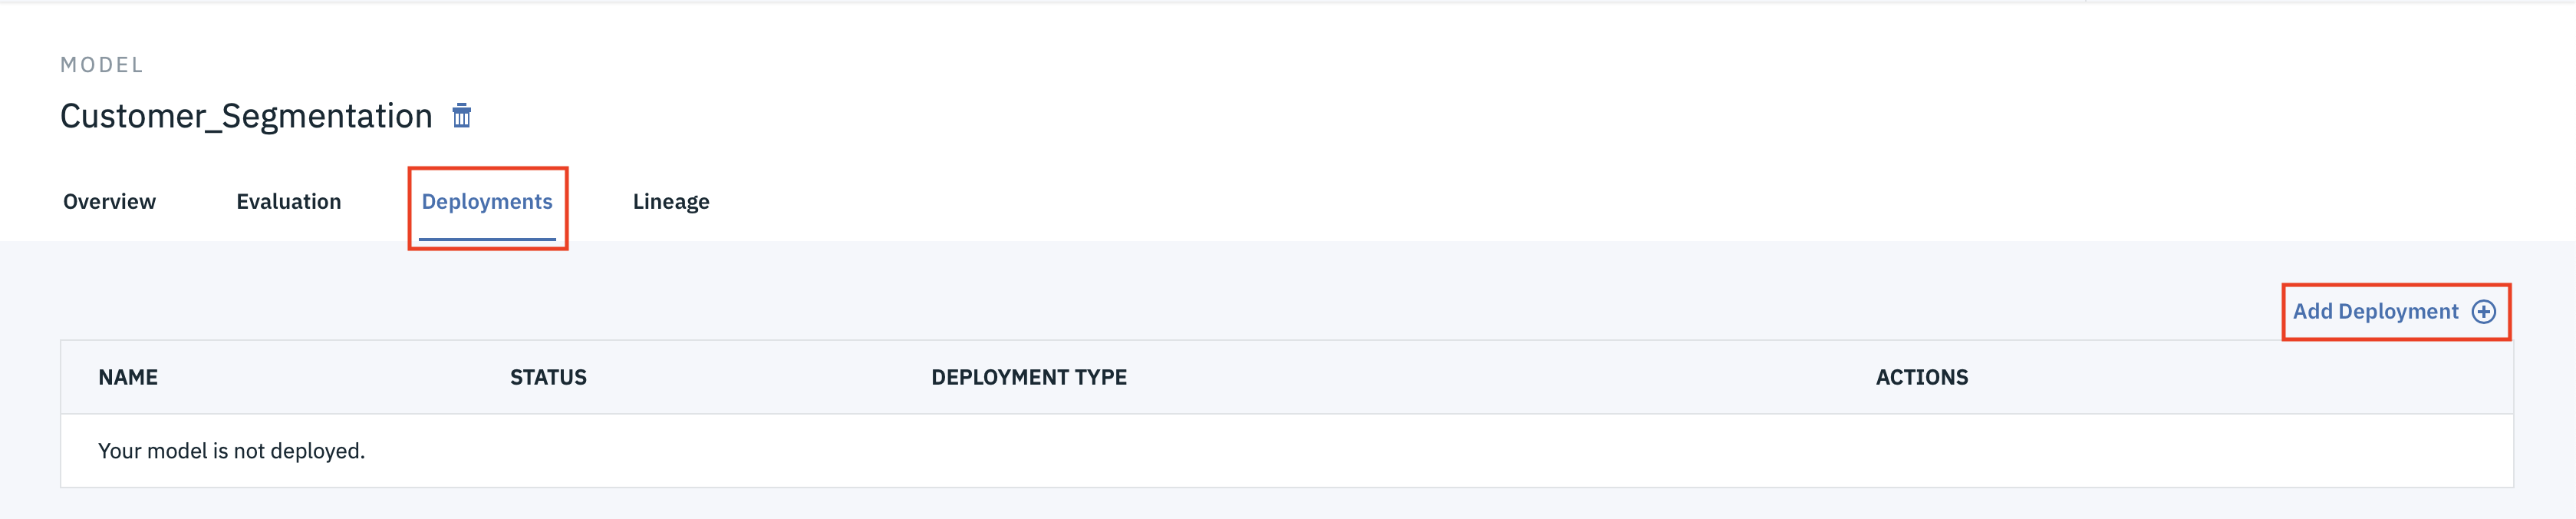 MODEL
Customer_Segmentation
Overview Evaluation Deployments Lineage
Add Deployment
NAME STATUS DEPLOYMENT TYPE ACTIONS
Your model is not deployed.